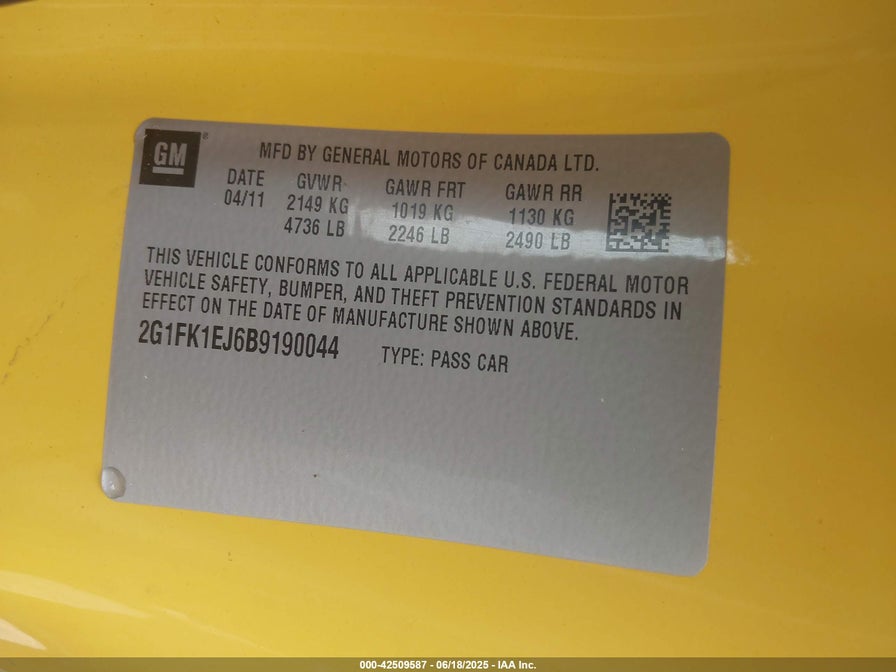 GM ®
MFD BY GENERAL MOTORS OF CANADA LTD.
DATE GVWR GAWR FRT GAWR RR
04/11 2149 KG 1019 KG 1130 KG
4736 LB 2246 LB 2490 LB
THIS VEHICLE CONFORMS TO ALL APPLICABLE U.S. FEDERAL MOTOR
VEHICLE SAFETY, BUMPER, AND THEFT PREVENTION STANDARDS IN
EFFECT ON THE DATE OF MANUFACTURE SHOWN ABOVE.
2G1FK1EJ6B9190044 TYPE: PASS CAR
000-42509587 - 06/18/2025 - IAA Inc.